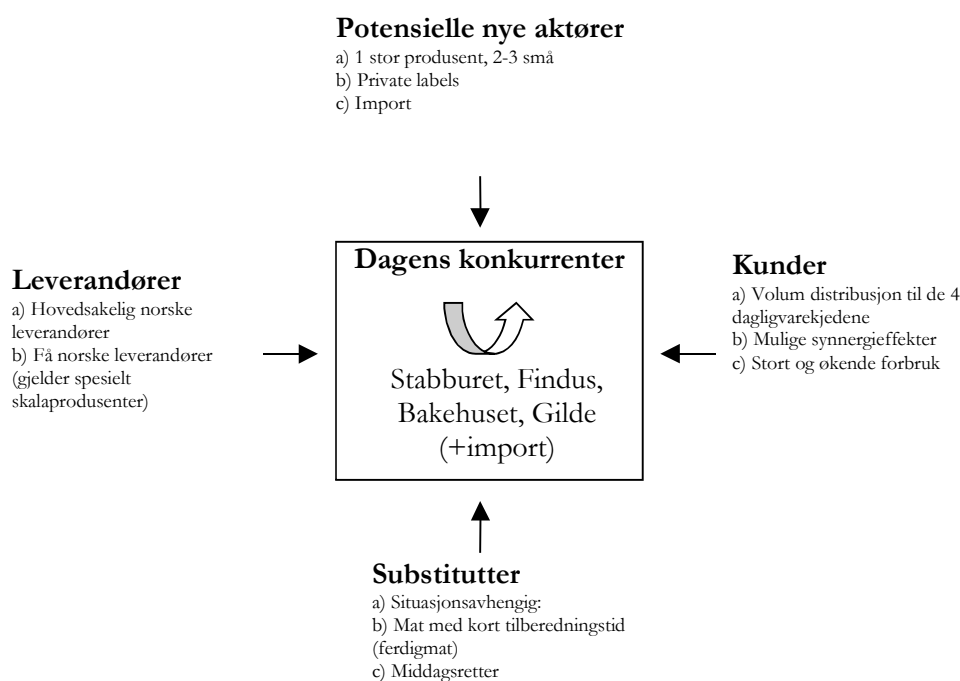 Potensielle nye aktører
a) 1 stor produsent, 2-3 små
b) Private labels
c) Import
Leverandører
a) Hovedsakelig norske
leverandører
b) Få norske leverandører
(gjelder spesielt
skalaprodusenter)
Dagens konkurrenter
Stabburet, Findus,
Bakehuset, Gilde
(+import)
Kunder
a) Volum distribusjon til de 4
dagligvarekjedene
b) Mulige synnergieffekter
c) Stort og økende forbruk
Substitutter
a) Situasjonsavhengig:
b) Mat med kort tilberedningstid
(ferdigmat)
c) Middagsretter